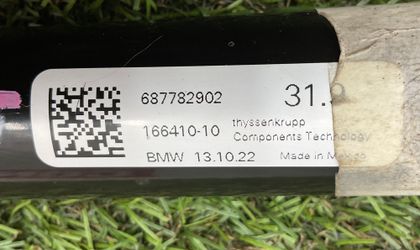 687782902 31.
166410-10 thyssenkrupp
Components Technology
BMW 13.10.22 Made in Mexico